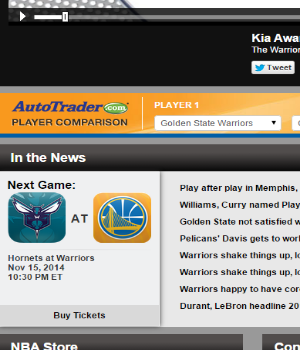 Kia Awa
The Warrior
Tweet
AutoTrader.com
PLAYER COMPARISON
PLAYER 1
Golden State Warriors
In the News
Next Game:
AT
Hornets at Warriors
Nov 15, 2014
10:30 PM ET
Buy Tickets
Play after play in Memphis,
Williams, Curry named Play
Golden State not satisfied w
Pelicans' Davis gets to work
Warriors shake things up, lo
Warriors shake things up, lo
Warriors happy to have cor
Durant, LeBron headline 20
NBA Store
Con